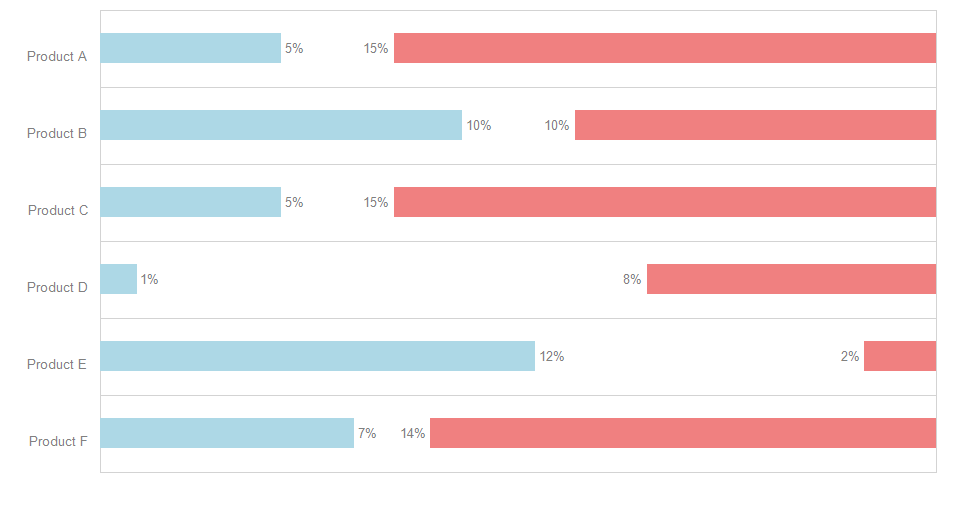 Product A 5% 15%
Product B 10% 10%
Product C 5% 15%
Product D 1% 8%
Product E 12% 2%
Product F 7% 14%